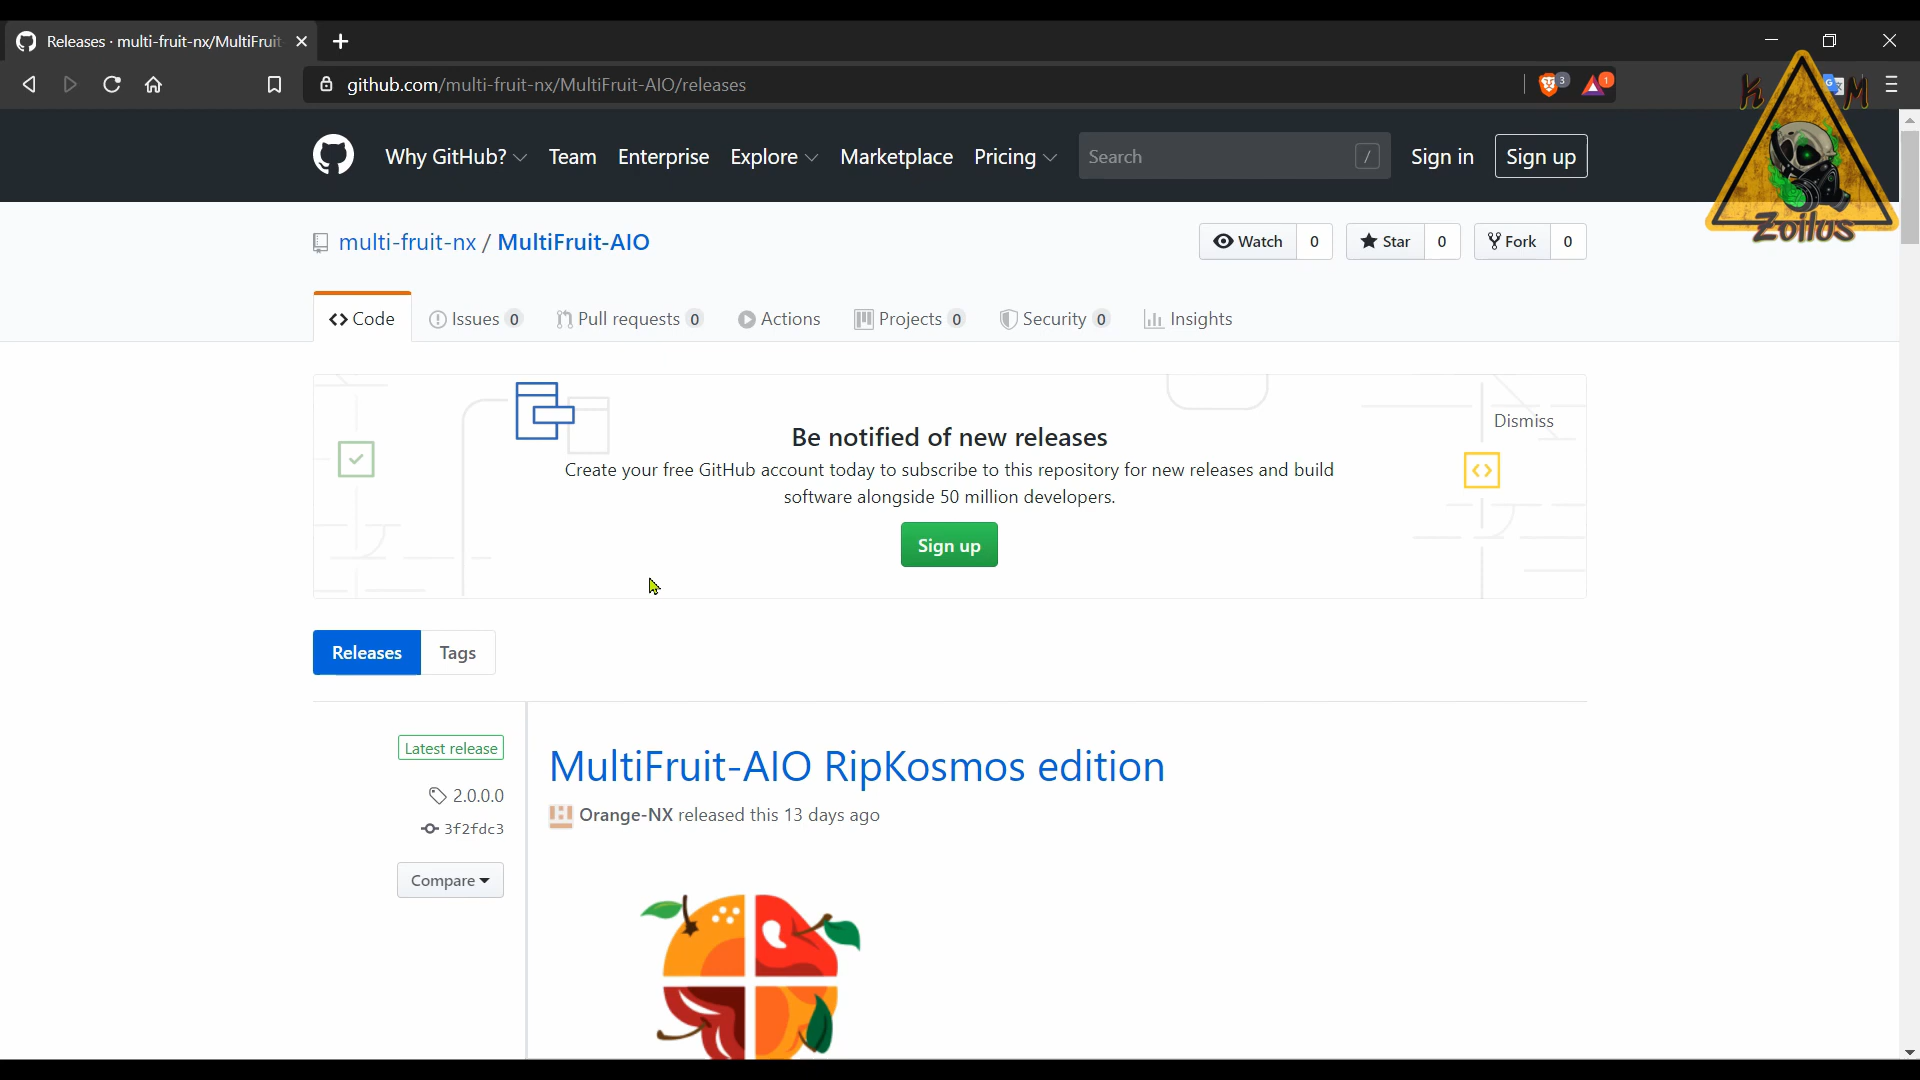 Releases · multi-fruit-nx/MultiFruit
github.com/multi-fruit-nx/MultiFruit-AIO/releases
3
1
K M
Zoilus
Why GitHub? Team Enterprise Explore Marketplace Pricing Search / Sign in Sign up
multi-fruit-nx / MultiFruit-AIO
Watch 0 Star 0 Fork 0
Code Issues 0 Pull requests 0 Actions Projects 0 Security 0 Insights
Dismiss
Be notified of new releases
Create your free GitHub account today to subscribe to this repository for new releases and build
software alongside 50 million developers.
Sign up
Releases Tags
Latest release
2.0.0.0
3f2fdc3
Compare
MultiFruit-AIO RipKosmos edition
Orange-NX released this 13 days ago